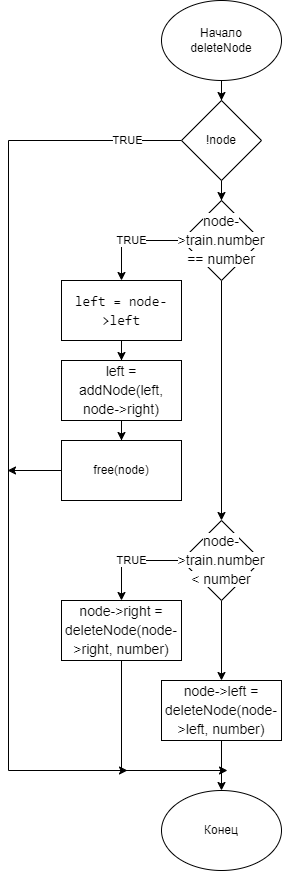 Начало
deleteNode
!node
TRUE
node-
>train.number
== number
TRUE
left = node-
>left
left =
addNode(left,
node->right)
free(node)
node-
>train.number
< number
TRUE
node->right =
deleteNode(node-
>right, number)
node->left =
deleteNode(node-
>left, number)
Конец